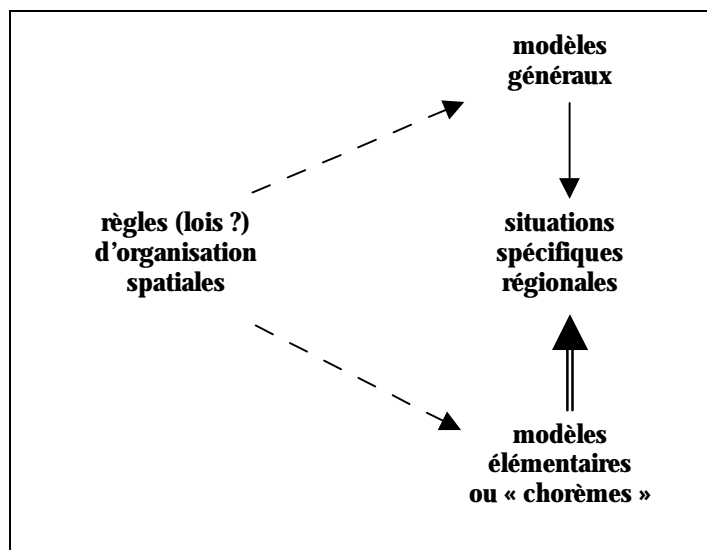 modèles
généraux
règles (lois ?)
d'organisation
spatiales
situations
spécifiques
régionales
modèles
élémentaires
ou « chorèmes »